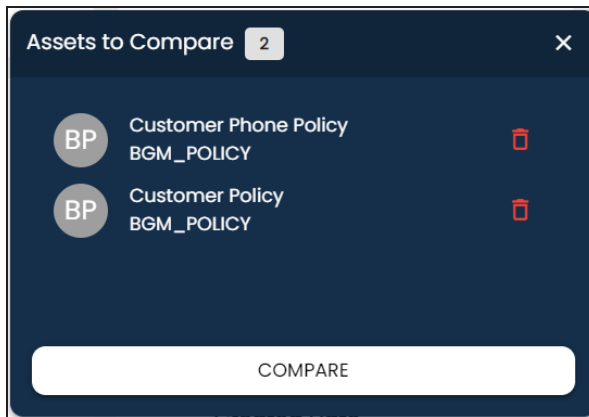 Assets to Compare 2
BP
Customer Phone Policy
BGM_POLICY
BP
Customer Policy
BGM_POLICY
COMPARE